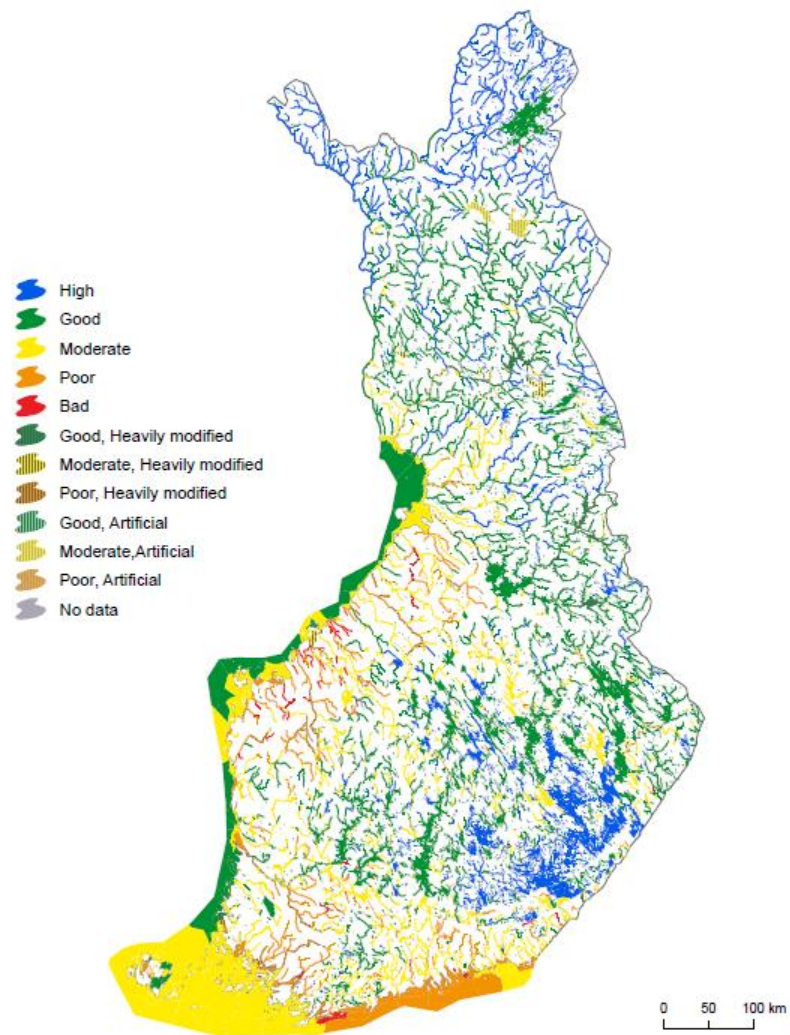 High
Good
Moderate
Poor
Bad
Good, Heavily modified
Moderate, Heavily modified
Poor, Heavily modified
Good, Artificial
Moderate,Artificial
Poor, Artificial
No data
0 50 100 km